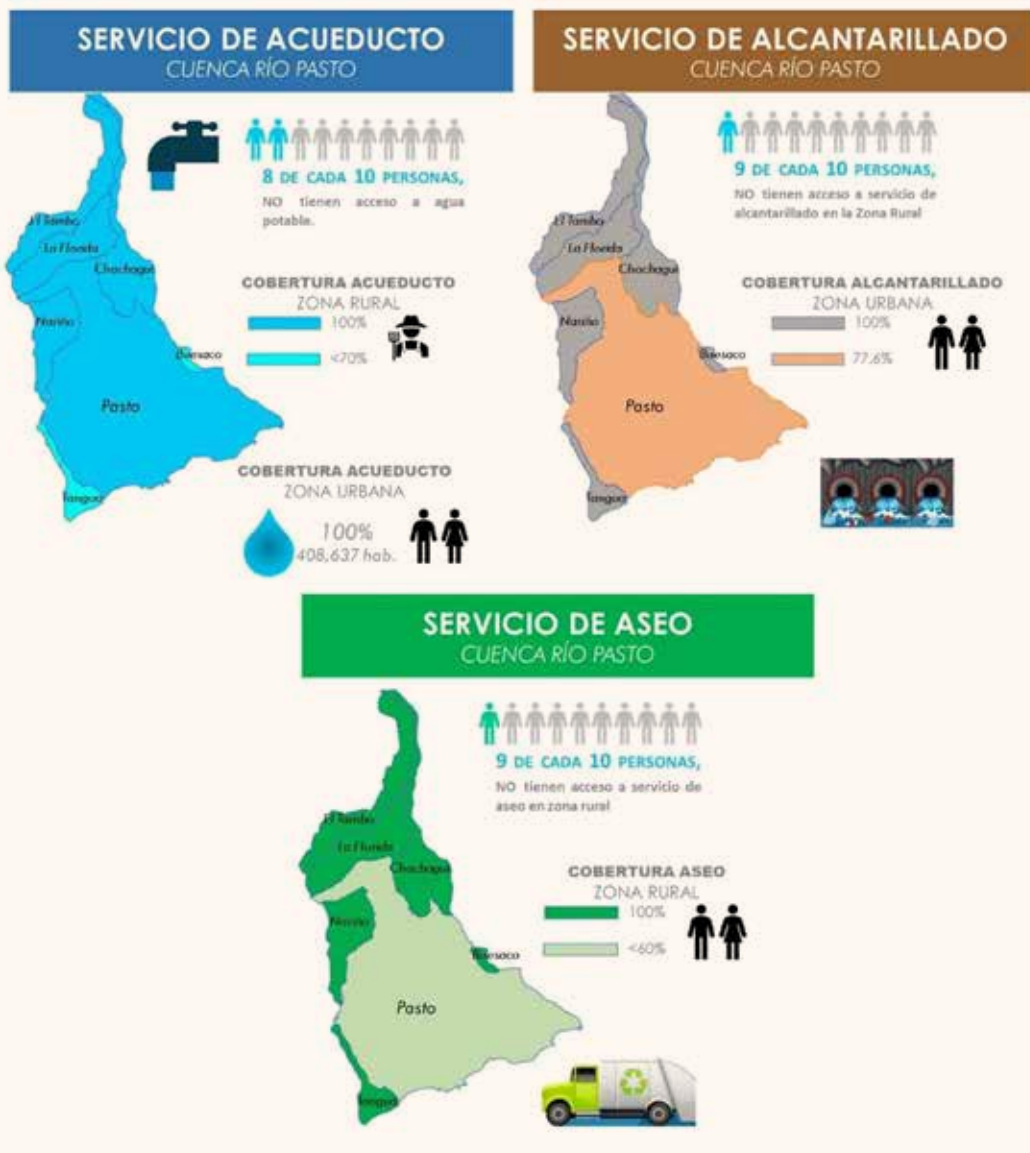 SERVICIO DE ACUEDUCTO
CUENCA RÍO PASTO
8 DE CADA 10 PERSONAS,
NO tienen acceso a agua
potable.
El Tambo
La Florida
Chachagui
Nariño
Buesaco
Pasto
Tangua
COBERTURA ACUEDUCTO
ZONA RURAL
100%
<70%
COBERTURA ACUEDUCTO
ZONA URBANA
100%
408,637 hab.
SERVICIO DE ALCANTARILLADO
CUENCA RÍO PASTO
9 DE CADA 10 PERSONAS,
NO tienen acceso a servicio de
alcantarillado en la Zona Rural
El Tambo
La Florida
Chachagui
Nariño
Buesaco
Pasto
Tangua
COBERTURA ALCANTARILLADO
ZONA URBANA
100%
77.6%
SERVICIO DE ASEO
CUENCA RÍO PASTO
9 DE CADA 10 PERSONAS,
NO tienen acceso a servicio de
aseo en zona rural
El Tambo
La Florida
Chachagui
Nariño
Buesaco
Pasto
Tangua
COBERTURA ASEO
ZONA RURAL
100%
<60%